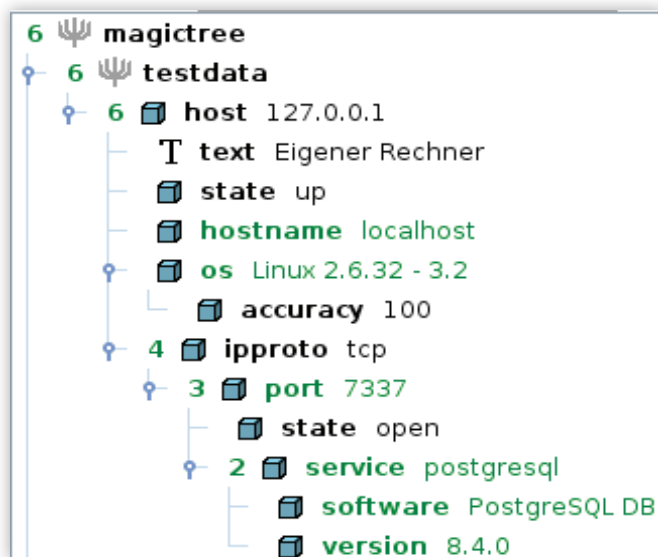 6 magictree
6 testdata
6 host 127.0.0.1
T text Eigener Rechner
state up
hostname localhost
os Linux 2.6.32 - 3.2
accuracy 100
4 ipproto tcp
3 port 7337
state open
2 service postgresql
software PostgreSQL DB
version 8.4.0